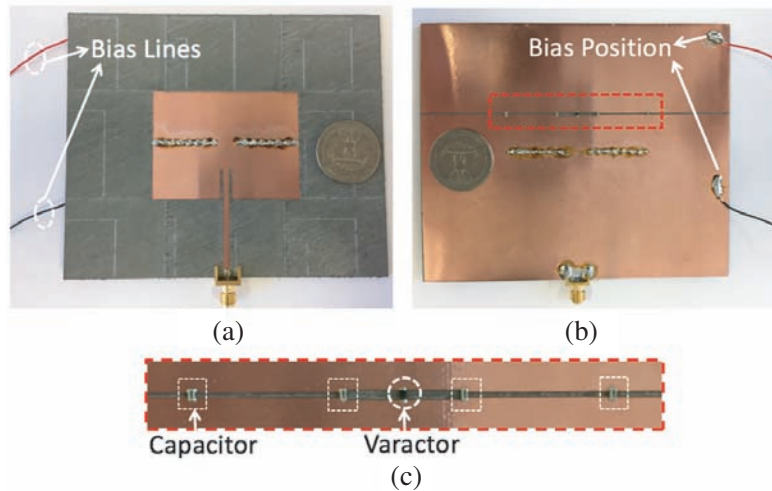 Bias Lines
Bias Position
(a)
(b)
Capacitor
Varactor
(c)